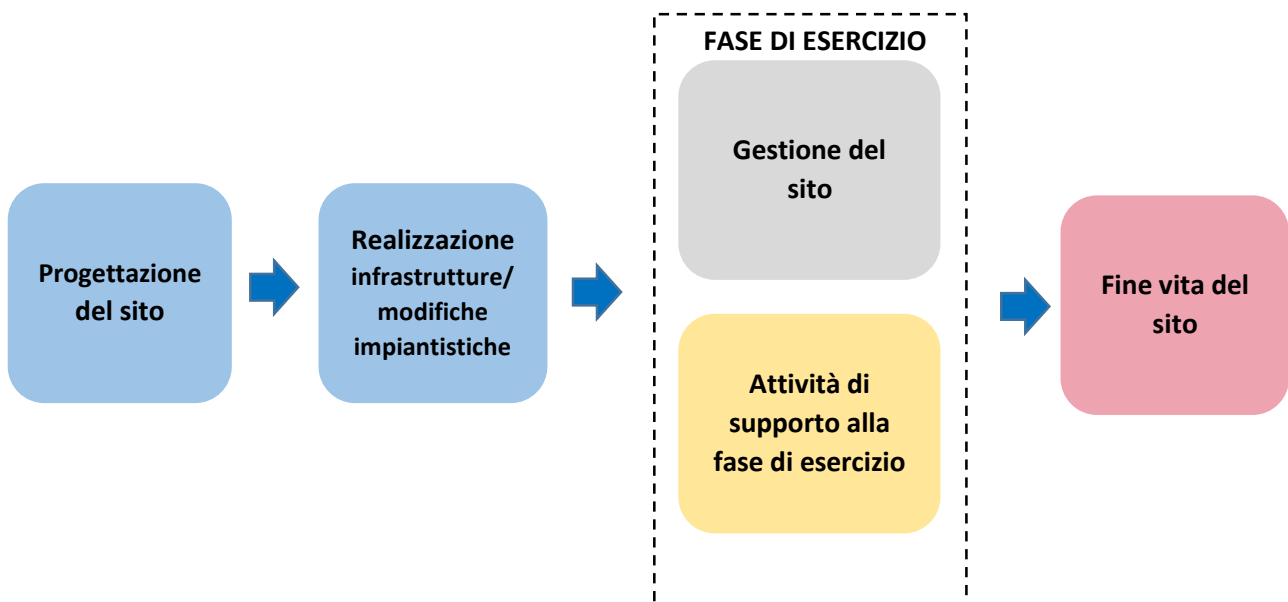 Progettazione
del sito
Realizzazione
infrastrutture/
modifiche
impiantistiche
FASE DI ESERCIZIO
Gestione del
sito
Attività di
supporto alla
fase di esercizio
Fine vita del
sito